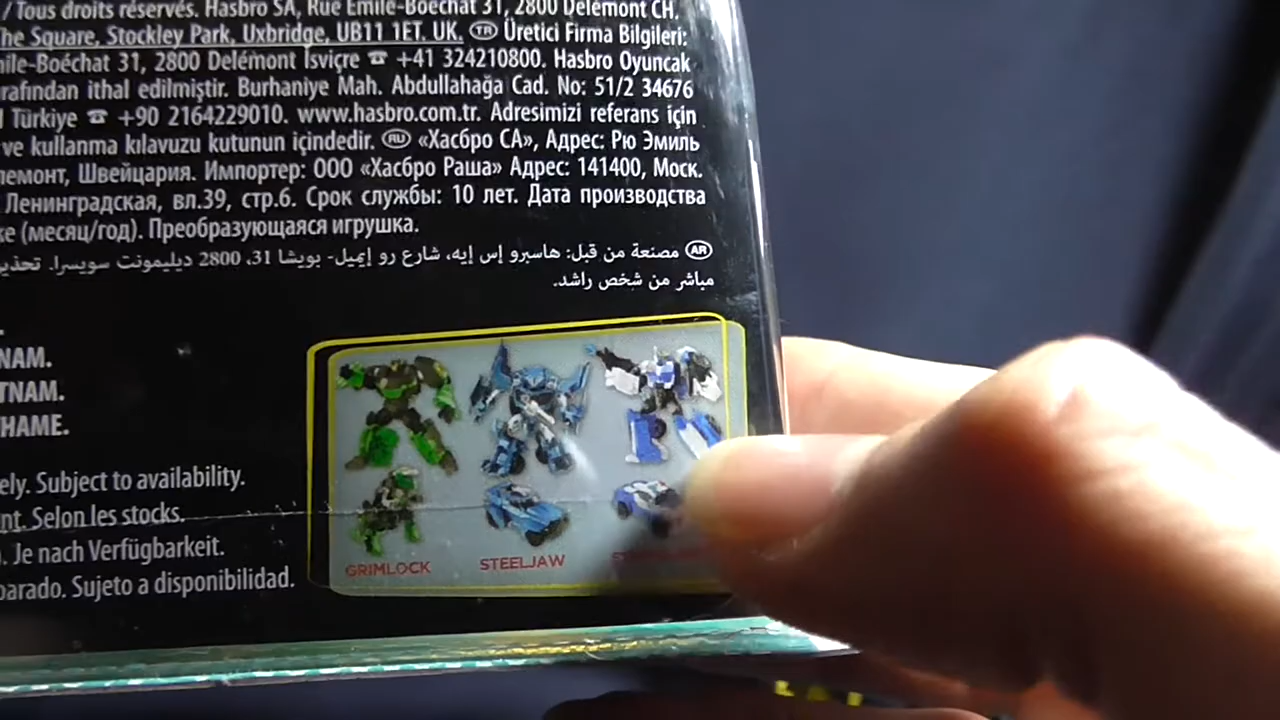 / Tous droits réservés. Hasbro SA, Rue Emile-Boéchat 31, 2800 Delémont CH.
The Square, Stockley Park, Uxbridge, UB11 1ET. UK. TR Üretici Firma Bilgileri:
mile-Boéchat 31, 2800 Delémont İsviçre ☎ +41 324210800. Hasbro Oyuncak
rafından ithal edilmiştir. Burhaniye Mah. Abdullahağa Cad. No: 51/2 34676
l Türkiye ☎ +90 2164229010. www.hasbro.com.tr. Adresimizi referans için
ve kullanma kılavuzu kutunun içindedir. RU «Хасбро СА», Адрес: Рю Эмиль
лемонт, Швейцария. Импортер: ООО «Хасбро Раша» Адрес: 141400, Моск.
Ленинградская, вл.39, стр.6. Срок службы: 10 лет. Дата производства
ке (месяц/год). Преобразующаяся игрушка.
AR مصنعة من قبل: هاسبرو إس إيه، شارع رو إيميل- بويشا 31، 2800 ديليمونت سويسرا. تحذير
مباشر من شخص راشد.
NAM.
TNAM.
HAME.
ely. Subject to availability.
nt. Selon les stocks.
. Je nach Verfügbarkeit.
parado. Sujeto a disponibilidad.
GRIMLOCK
STEELJAW